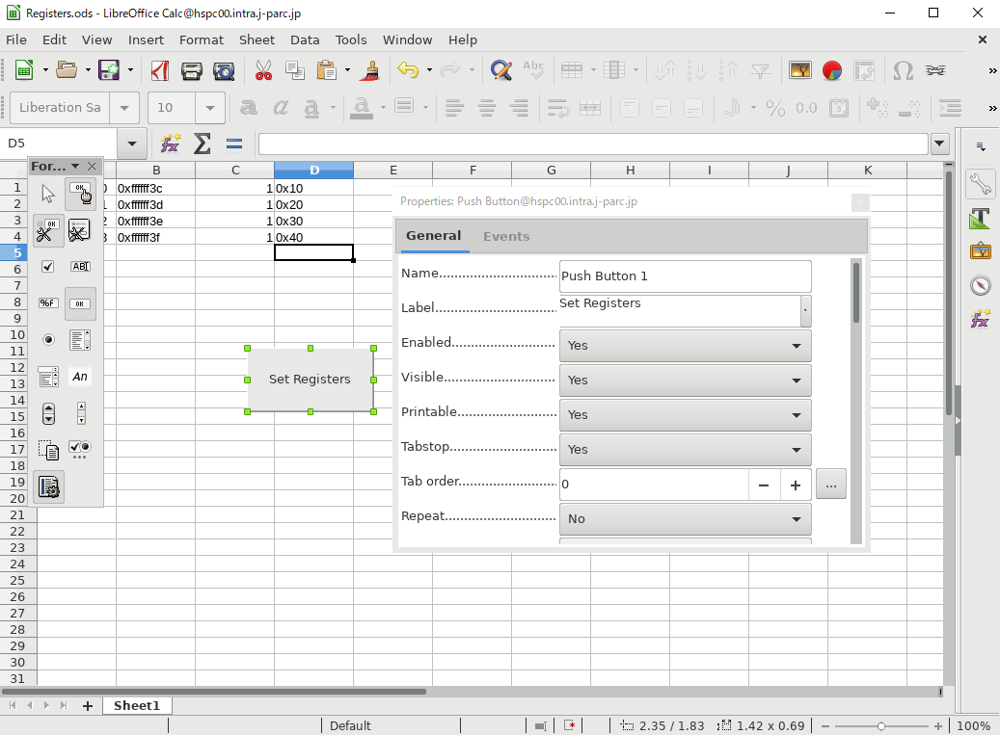 Registers.ods - LibreOffice Calc@hspc00.intra.j-parc.jp
File Edit View Insert Format Sheet Data Tools Window Help
Abc
Liberation Sa 10 a a a a % 0.0
D5
For...
B C D E F G H I J K
1 0 0xffffff3c 1 0x10
2 1 0xffffff3d 1 0x20
3 2 0xffffff3e 1 0x30
4 3 0xffffff3f 1 0x40
5
6
7
8
9
10
11
12
13
14
15
16
17
18
19
20
21
22
23
24
25
26
27
28
29
30
31
OK
OK
ABI
%F OK
An
Set Registers
Properties: Push Button@hspc00.intra.j-parc.jp
General Events
Name Push Button 1
Label Set Registers
Enabled Yes
Visible Yes
Printable Yes
Tabstop Yes
Tab order 0 ...
Repeat No
Sheet1
Default 2.35 / 1.83 1.42 x 0.69 100%